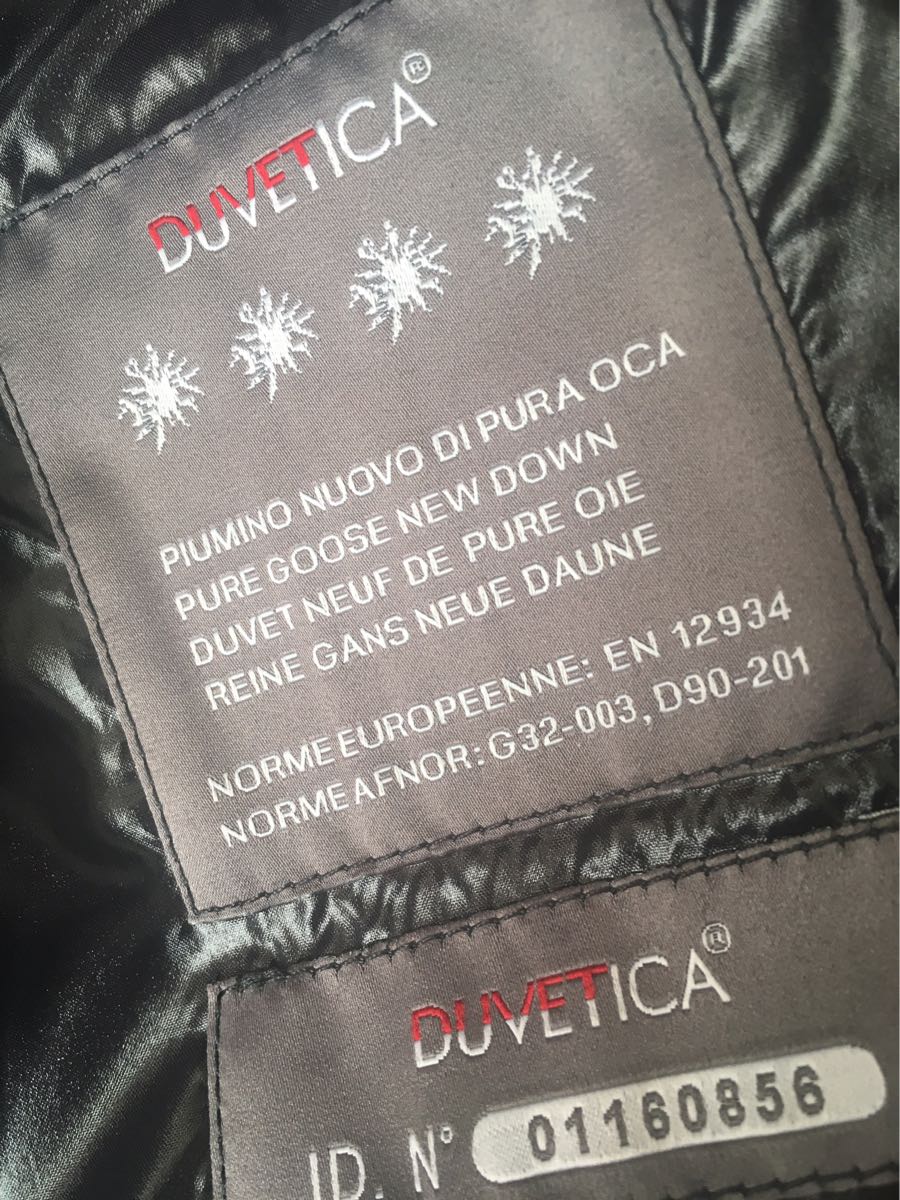 DUVETICA®
PIUMINO NUOVO DI PURA OCA
PURE GOOSE NEW DOWN
DUVET NEUF DE PURE OIE
REINE GANS NEUE DAUNE
NORME EUROPEENNE: EN 12934
NORME AFNOR: G32-003, D90-201
DUVETICA®
ID. N° 01160856